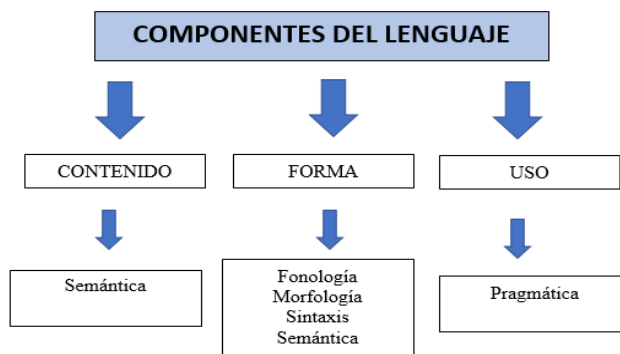 COMPONENTES DEL LENGUAJE
CONTENIDO
FORMA
USO
Semántica
Fonología
Morfología
Sintaxis
Semántica
Pragmática